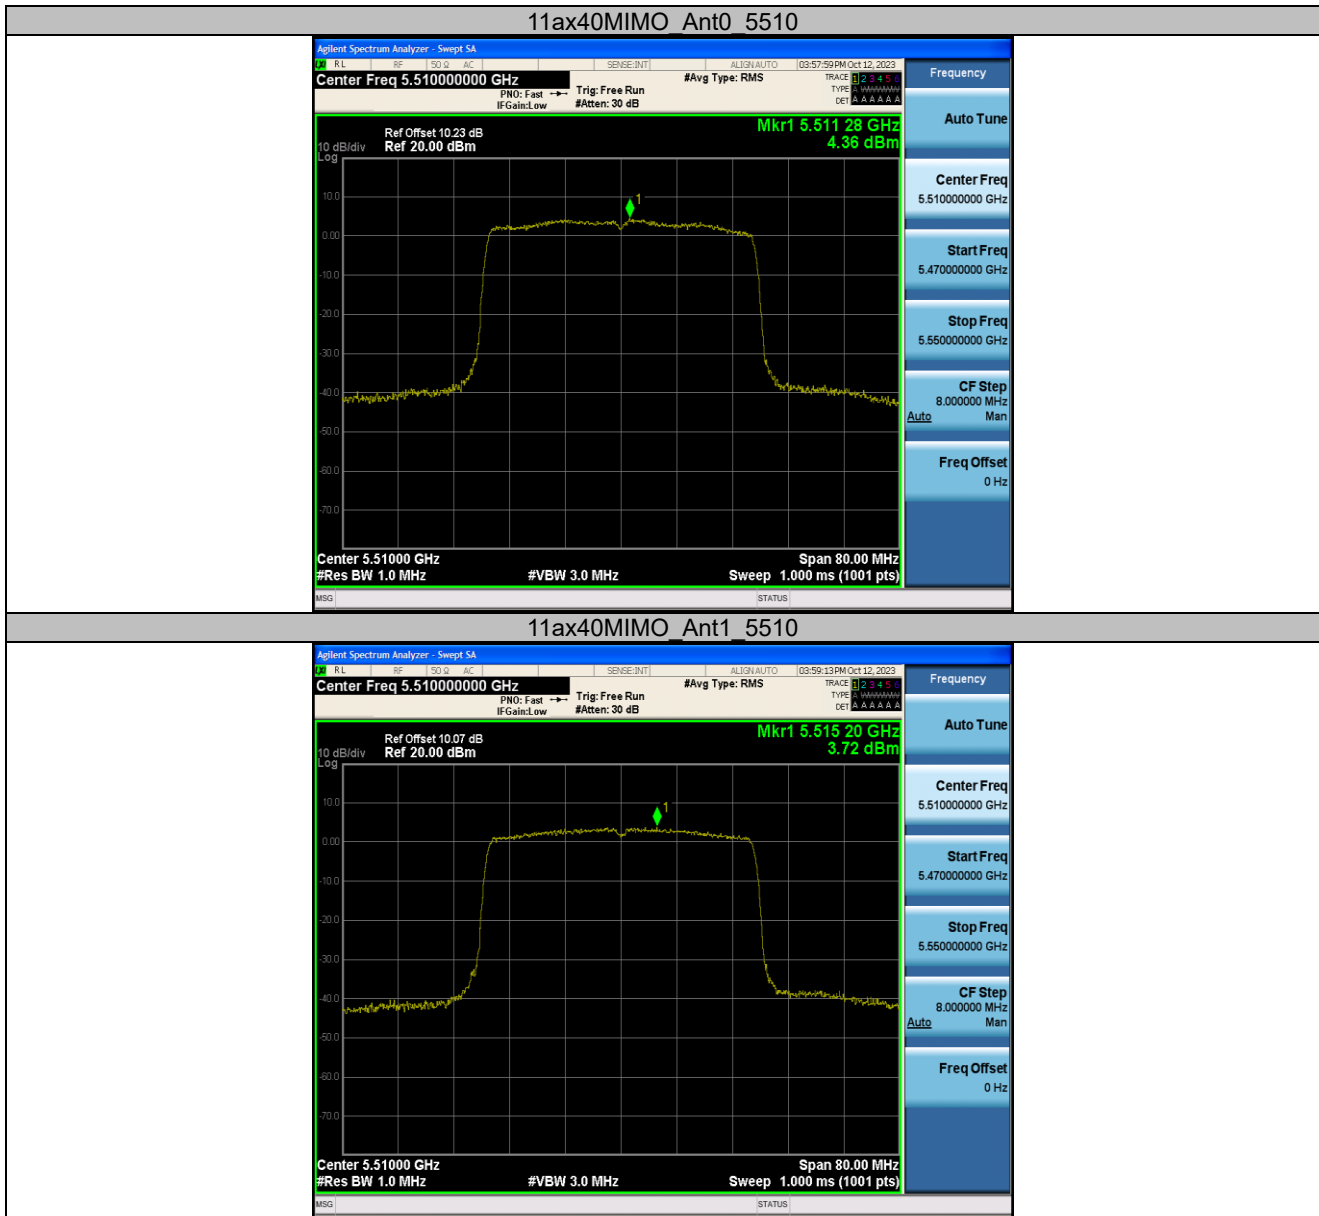 11ax40MIMO_Ant0_5510
Agilent Spectrum Analyzer - Swept SA
RL RF 50 Ω AC SENSE:INT ALIGN AUTO 03:57:59 PM Oct 12, 2023
Center Freq 5.510000000 GHz
#Avg Type: RMS
TRACE 1 2 3 4 5 6
PNO: Fast
Trig: Free Run
TYPE
IFGain:Low
#Atten: 30 dB
DET A A A A A A
Mkr1 5.511 28 GHz
4.36 dBm
Ref Offset 10.23 dB
10 dB/div Ref 20.00 dBm
Log
10.0
0.00
-10.0
-20.0
-30.0
-40.0
-50.0
-60.0
-70.0
1
Center 5.51000 GHz Span 80.00 MHz
#Res BW 1.0 MHz #VBW 3.0 MHz Sweep 1.000 ms (1001 pts)
MSG STATUS
Frequency
Auto Tune
Center Freq
5.510000000 GHz
Start Freq
5.470000000 GHz
Stop Freq
5.550000000 GHz
CF Step
8.000000 MHz
Auto Man
Freq Offset
0 Hz
11ax40MIMO_Ant1_5510
Agilent Spectrum Analyzer - Swept SA
RL RF 50 Ω AC SENSE:INT ALIGN AUTO 03:59:13 PM Oct 12, 2023
Center Freq 5.510000000 GHz
#Avg Type: RMS
TRACE 1 2 3 4 5 6
PNO: Fast
Trig: Free Run
TYPE
IFGain:Low
#Atten: 30 dB
DET A A A A A A
Mkr1 5.515 20 GHz
3.72 dBm
Ref Offset 10.07 dB
10 dB/div Ref 20.00 dBm
Log
10.0
0.00
-10.0
-20.0
-30.0
-40.0
-50.0
-60.0
-70.0
1
Center 5.51000 GHz Span 80.00 MHz
#Res BW 1.0 MHz #VBW 3.0 MHz Sweep 1.000 ms (1001 pts)
MSG STATUS
Frequency
Auto Tune
Center Freq
5.510000000 GHz
Start Freq
5.470000000 GHz
Stop Freq
5.550000000 GHz
CF Step
8.000000 MHz
Auto Man
Freq Offset
0 Hz